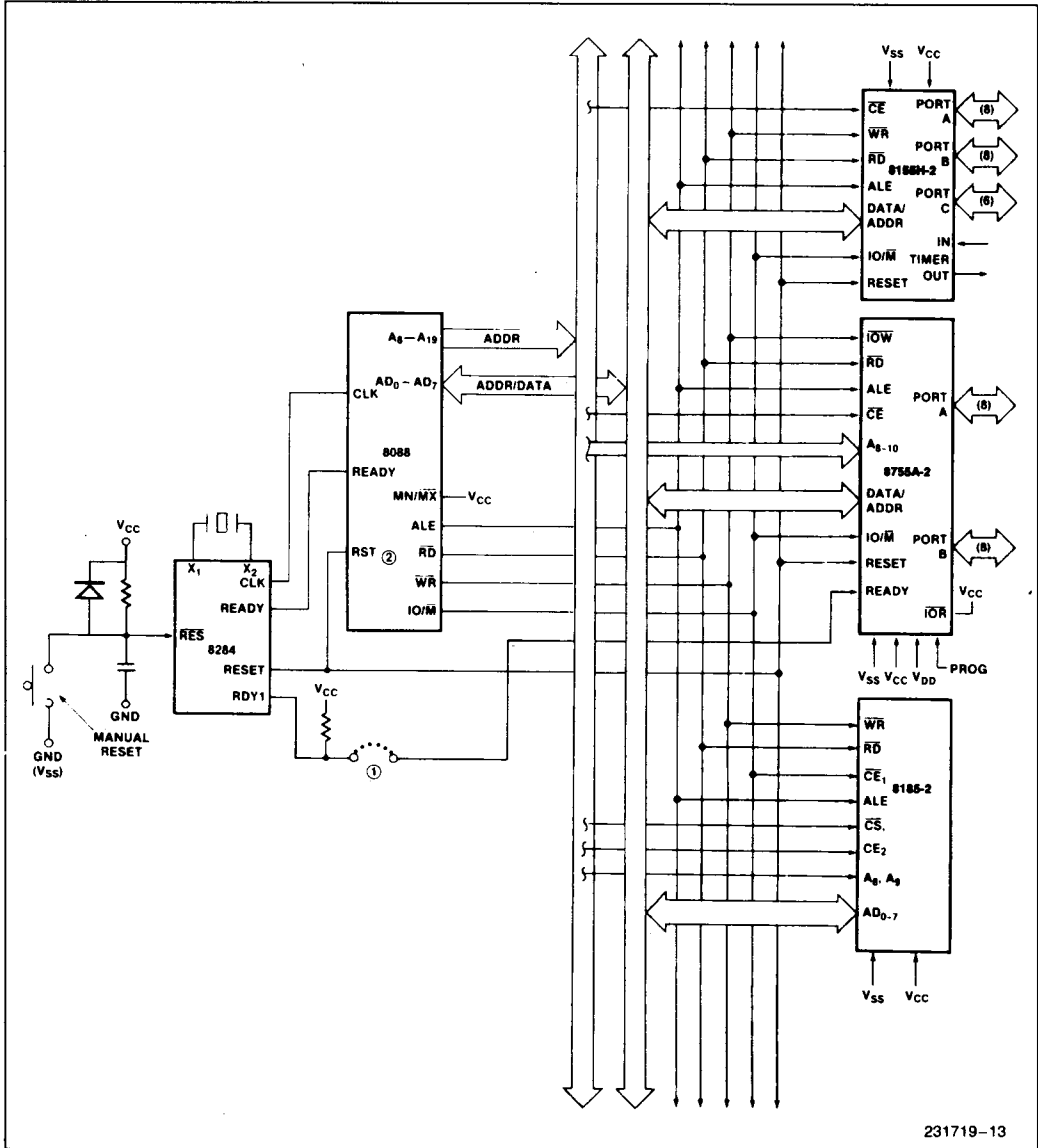 VSS VCC
CE
WR
RD
8155H-2
ALE
DATA/
ADDR
IO/M
RESET
PORT
A
(8)
PORT
B
(8)
PORT
C
(6)
IN
TIMER
OUT
A8–A19
ADDR
AD0–AD7
ADDR/DATA
CLK
8088
READY
MN/MX
VCC
ALE
RST
②
RD
WR
IO/M
VCC
X1 X2
CLK
READY
RES
8284
RESET
RDY1
GND
MANUAL
RESET
GND
(VSS)
VCC
①
IOW
RD
ALE
CE
A8-10
8755A-2
DATA/
ADDR
IO/M
RESET
READY
PORT
A
(8)
PORT
B
(8)
VCC
IOR
VSS VCC VDD
PROG
WR
RD
CE1
8185-2
ALE
CS.
CE2
A8, A9
AD0-7
VSS VCC
231719–13